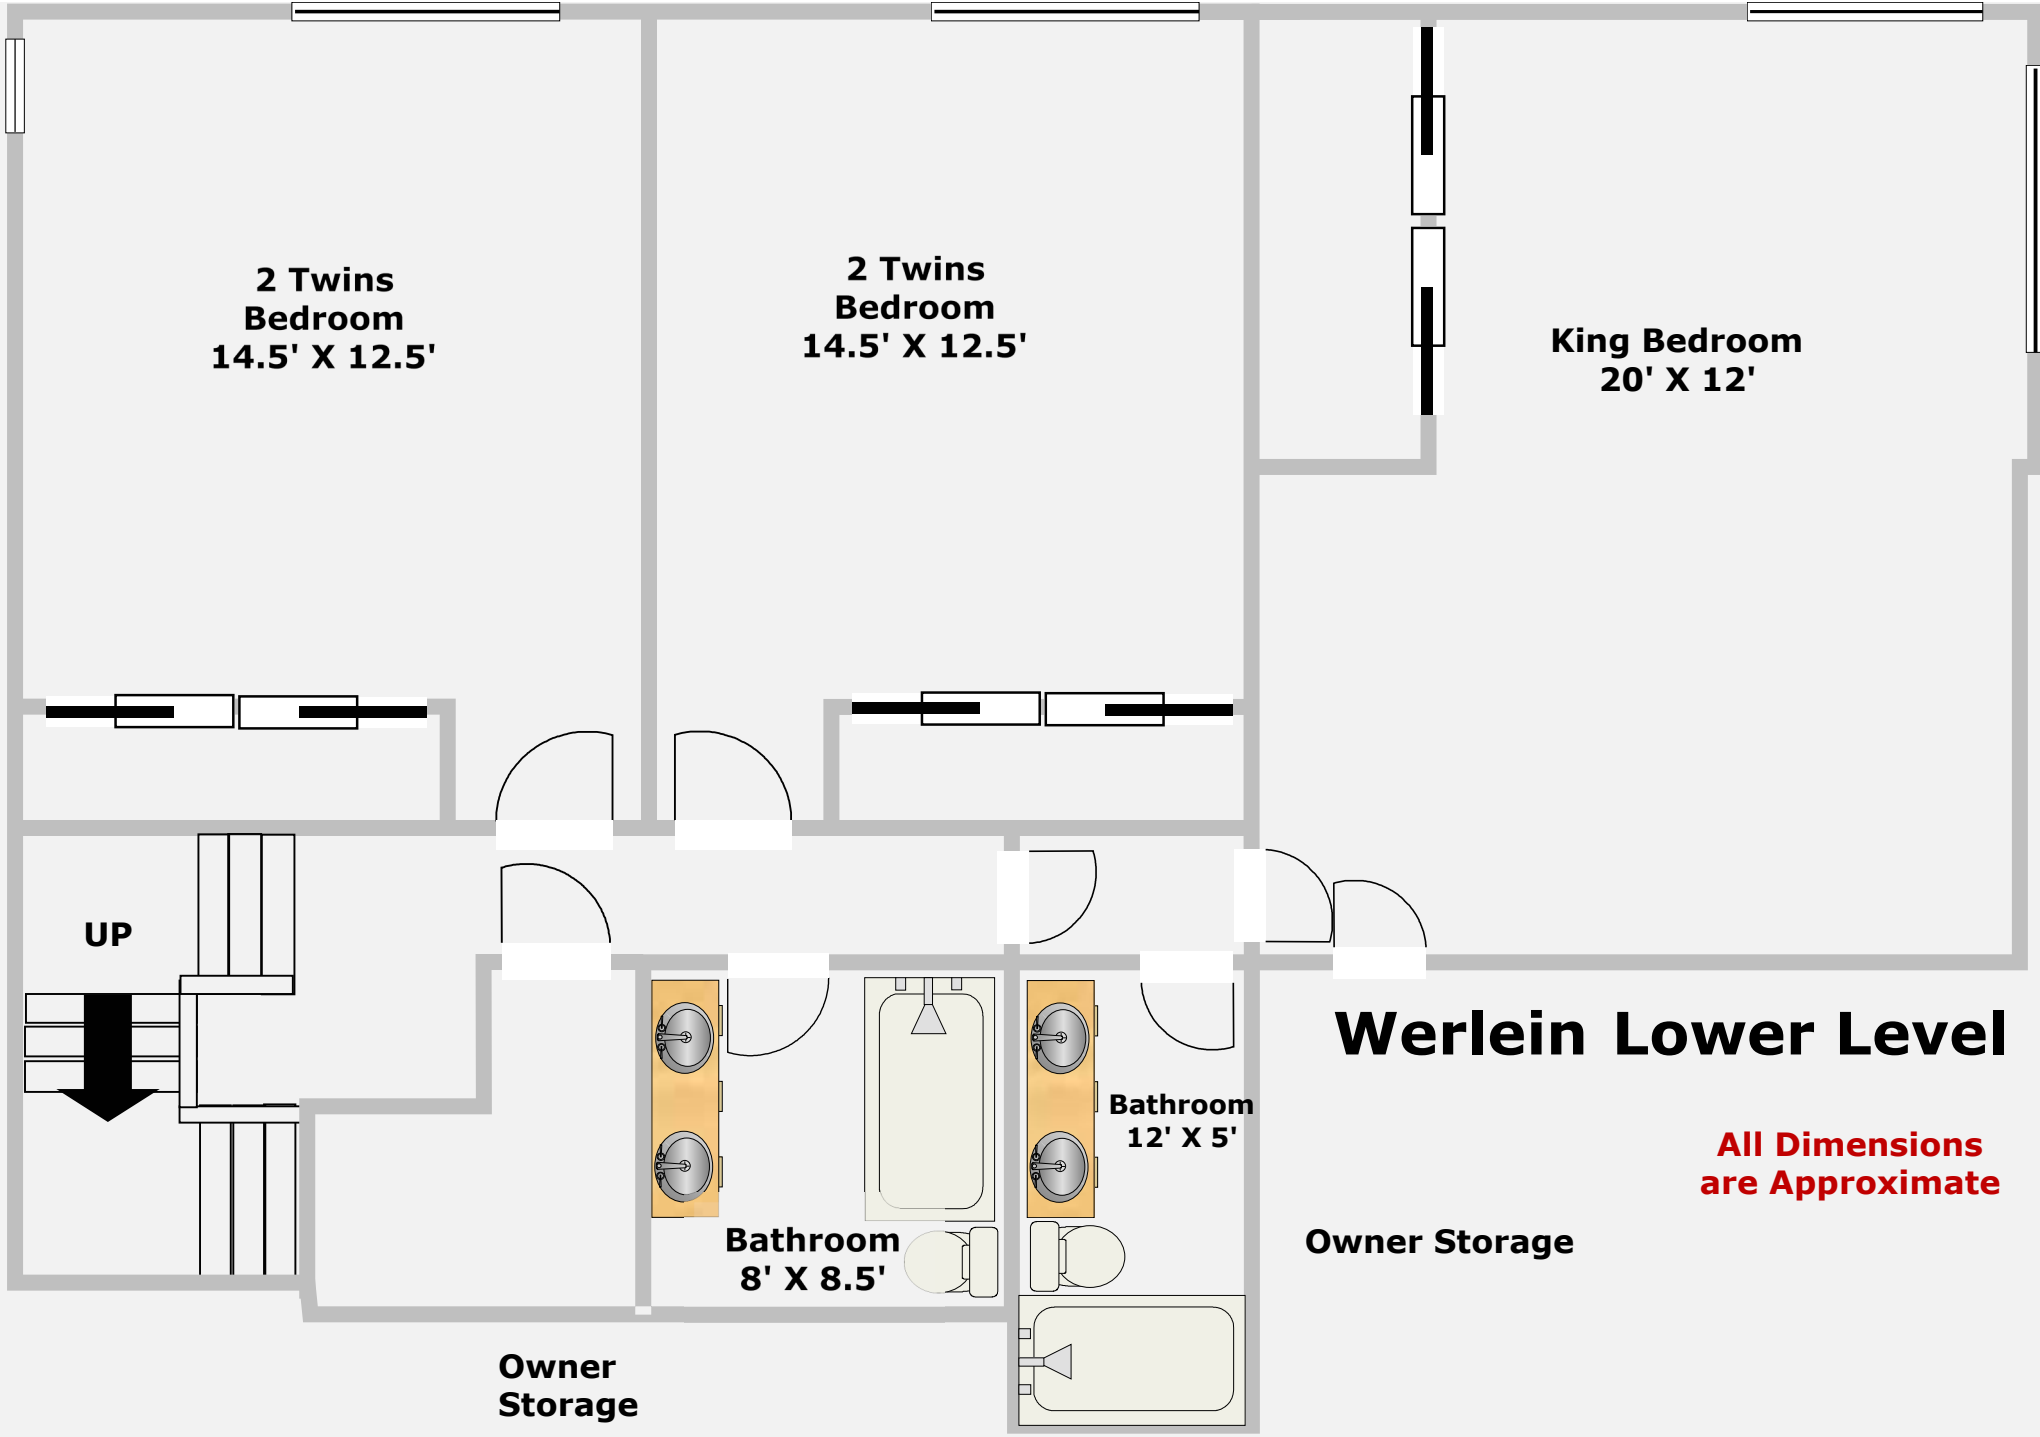 2 Twins
Bedroom
14.5' X 12.5'
2 Twins
Bedroom
14.5' X 12.5'
King Bedroom
20' X 12'
UP
Werlein Lower Level
Bathroom
12' X 5'
All Dimensions
are Approximate
Bathroom
8' X 8.5'
Owner Storage
Owner
Storage